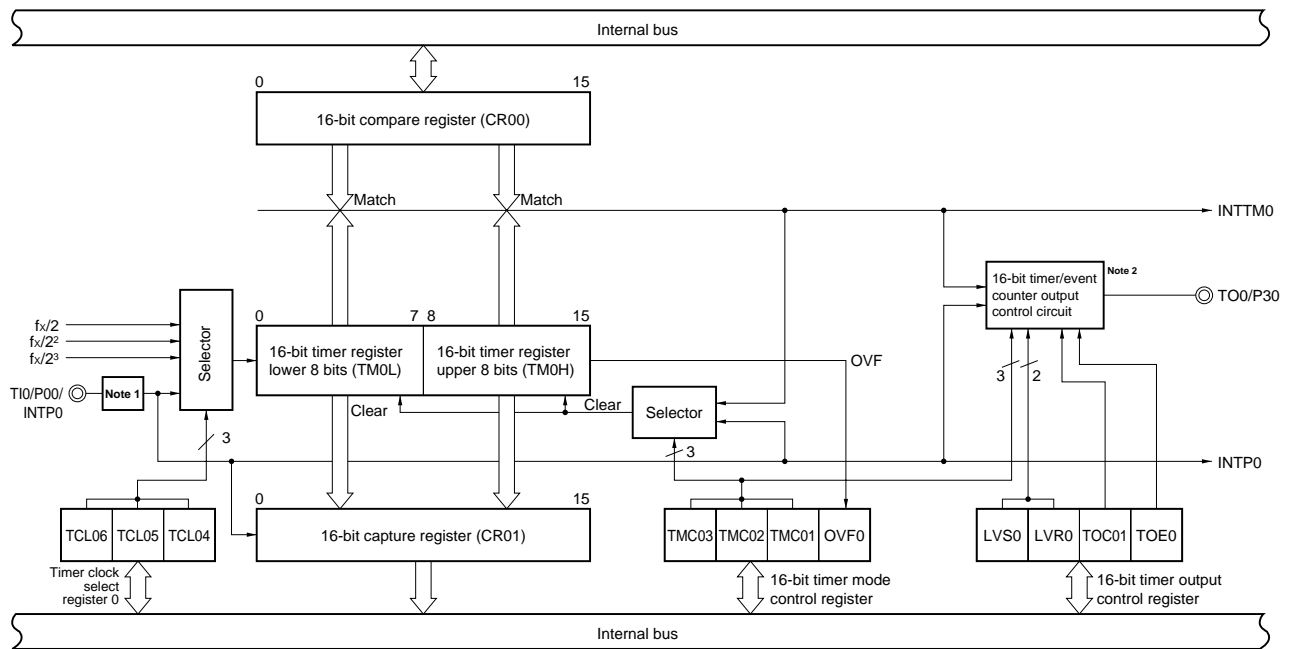 Internal bus
0 15
16-bit compare register (CR00)
Match Match
INTTM0
16-bit timer/event
counter output
control circuit
Note 2
TO0/P30
fX/2
fX/2²
fX/2³
TI0/P00/
INTP0
Note 1
Selector
3
0 7 8 15
16-bit timer register
lower 8 bits (TM0L)
16-bit timer register
upper 8 bits (TM0H)
OVF
Clear Clear
Selector
3
3 2
INTP0
TCL06 TCL05 TCL04
Timer clock
select
register 0
0 15
16-bit capture register (CR01)
TMC03 TMC02 TMC01 OVF0
16-bit timer mode
control register
LVS0 LVR0 TOC01 TOE0
16-bit timer output
control register
Internal bus